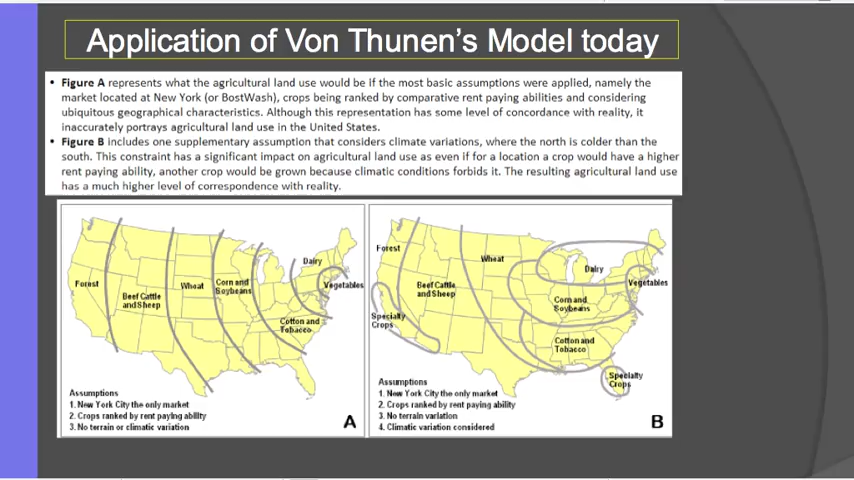 Application of Von Thunen's Model today
• Figure A represents what the agricultural land use would be if the most basic assumptions were applied, namely the
market located at New York (or BostWash), crops being ranked by comparative rent paying abilities and considering
ubiquitous geographical characteristics. Although this representation has some level of concordance with reality, it
inaccurately portrays agricultural land use in the United States.
• Figure B includes one supplementary assumption that considers climate variations, where the north is colder than the
south. This constraint has a significant impact on agricultural land use as even if for a location a crop would have a higher
rent paying ability, another crop would be grown because climatic conditions forbids it. The resulting agricultural land use
has a much higher level of correspondence with reality.
Forest
Beef Cattle
and Sheep
Wheat
Corn and
Soybeans
Dairy
Vegetables
Cotton and
Tobacco
Assumptions
1. New York City the only market
2. Crops ranked by rent paying ability
3. No terrain or climatic variation
A
Forest
Specialty
Crops
Beef Cattle
and Sheep
Wheat
Dairy
Vegetables
Corn and
Soybeans
Cotton and
Tobacco
Specialty
Crops
Assumptions
1. New York City the only market
2. Crops ranked by rent paying ability
3. No terrain variation
4. Climatic variation considered
B